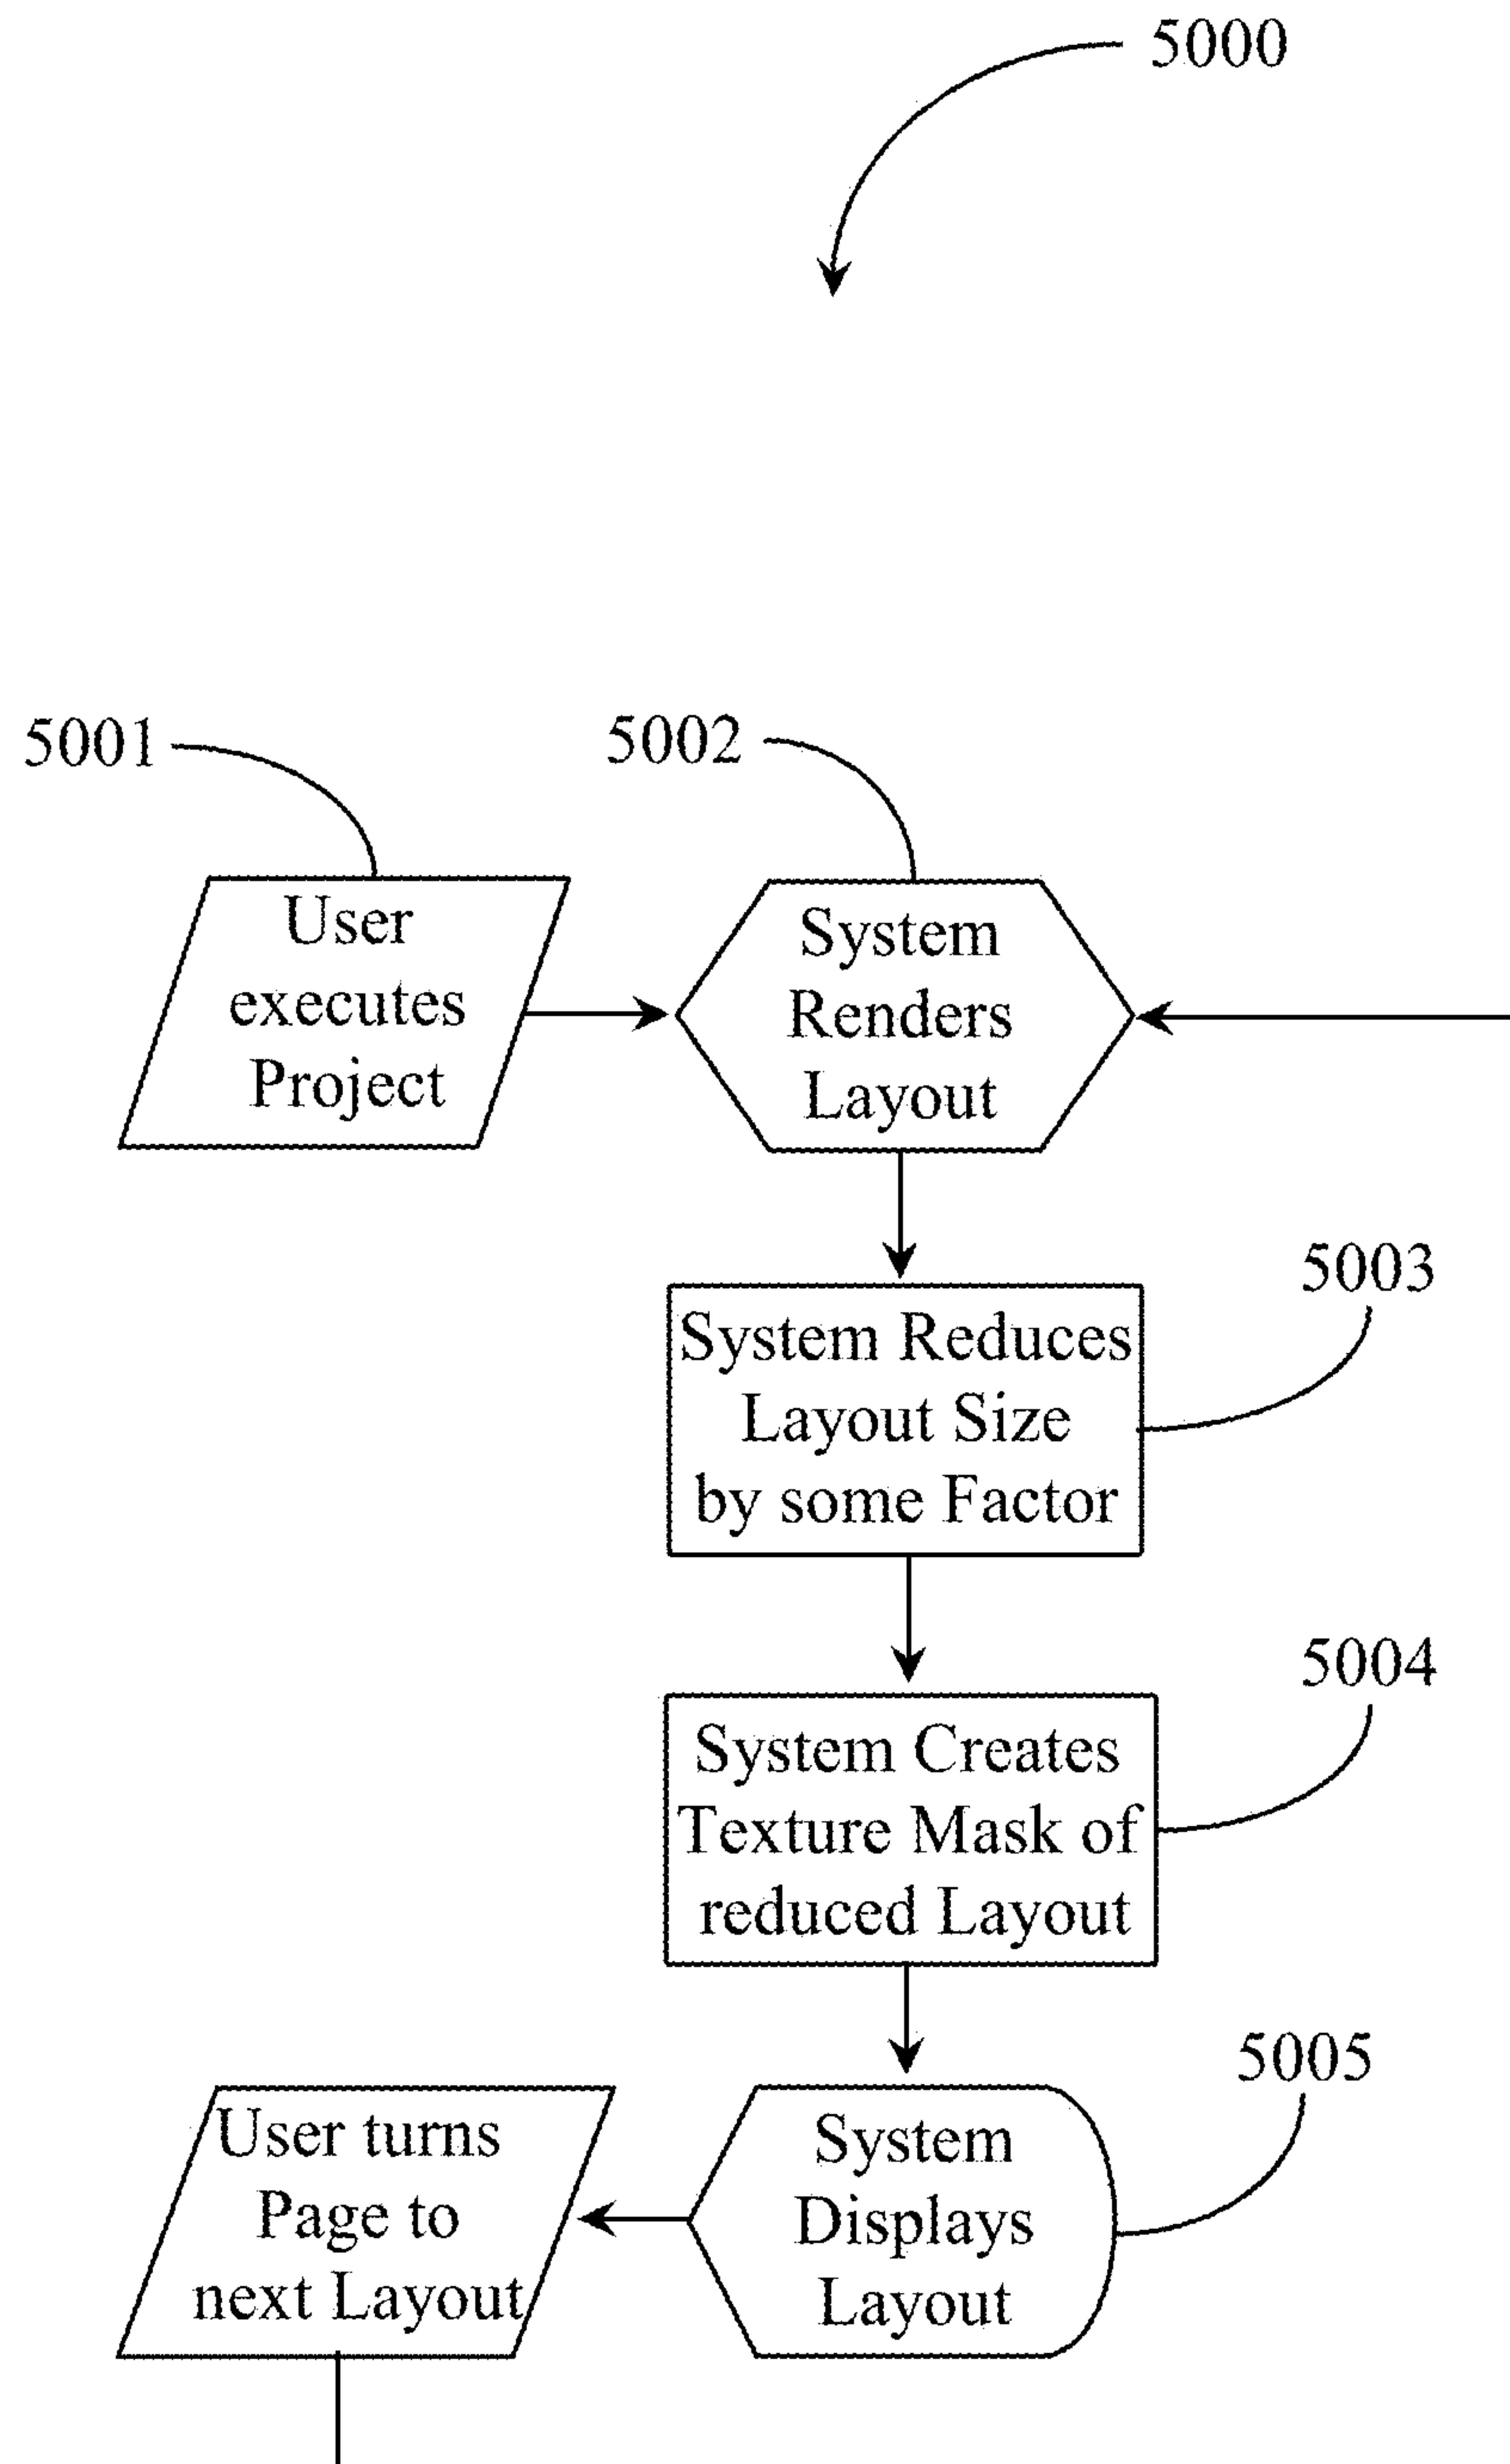 5000
5001
5002
User
executes
Project
System
Renders
Layout
5003
System Reduces
Layout Size
by some Factor
5004
System Creates
Texture Mask of
reduced Layout
5005
User turns
Page to
next Layout
System
Displays
Layout